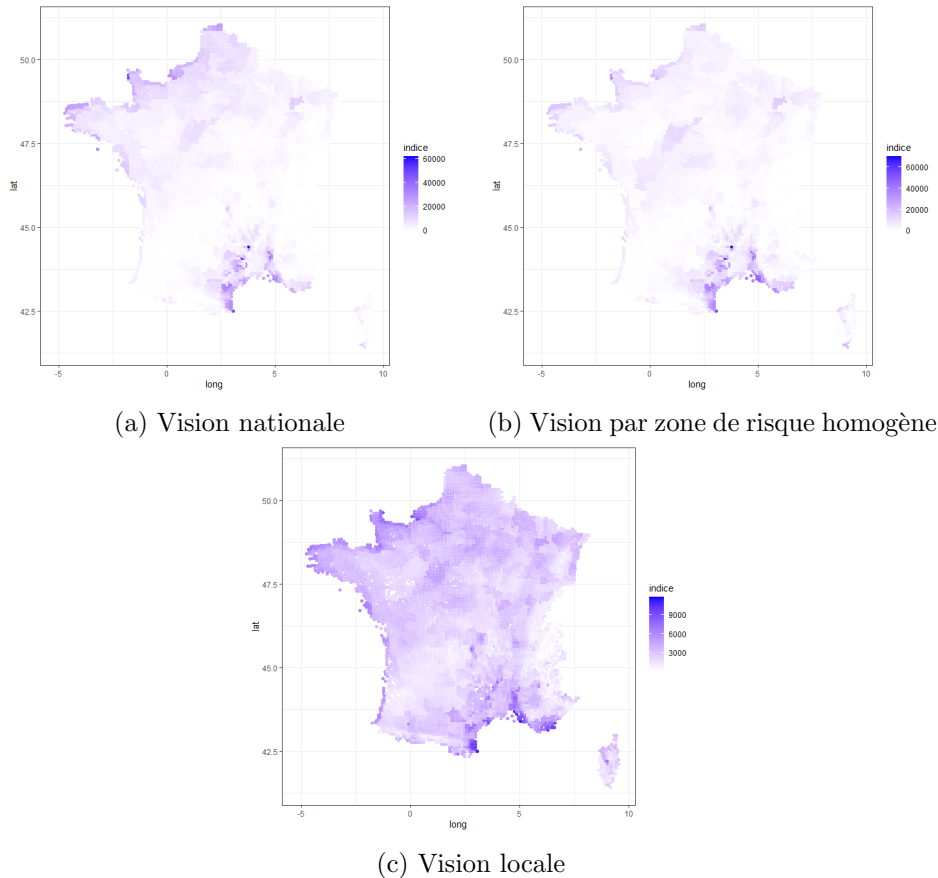 50.0
47.5
45.0
42.5
lat
-5
0
5
10
long
indice
60000
40000
20000
0
(a) Vision nationale
50.0
47.5
45.0
42.5
lat
-5
0
5
10
long
indice
60000
40000
20000
0
(b) Vision par zone de risque homogène
50.0
47.5
45.0
42.5
lat
-5
0
5
10
long
indice
9000
6000
3000
(c) Vision locale